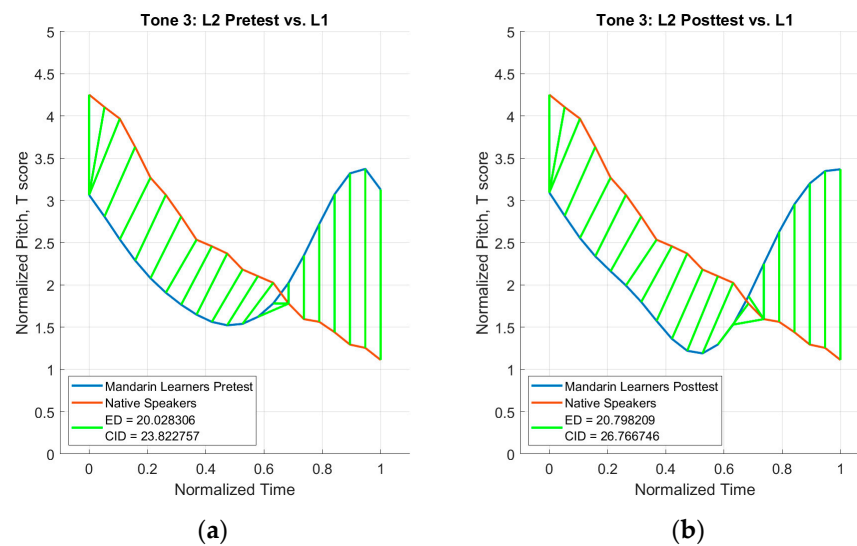 Tone 3: L2 Pretest vs. L1
5
4.5
4
3.5
3
2.5
2
1.5
1
0.5
0
Normalized Pitch, T score
Mandarin Learners Pretest
Native Speakers
ED = 20.028306
CID = 23.822757
0 0.2 0.4 0.6 0.8 1
Normalized Time
(a)
Tone 3: L2 Posttest vs. L1
5
4.5
4
3.5
3
2.5
2
1.5
1
0.5
0
Normalized Pitch, T score
Mandarin Learners Posttest
Native Speakers
ED = 20.798209
CID = 26.766746
0 0.2 0.4 0.6 0.8 1
Normalized Time
(b)